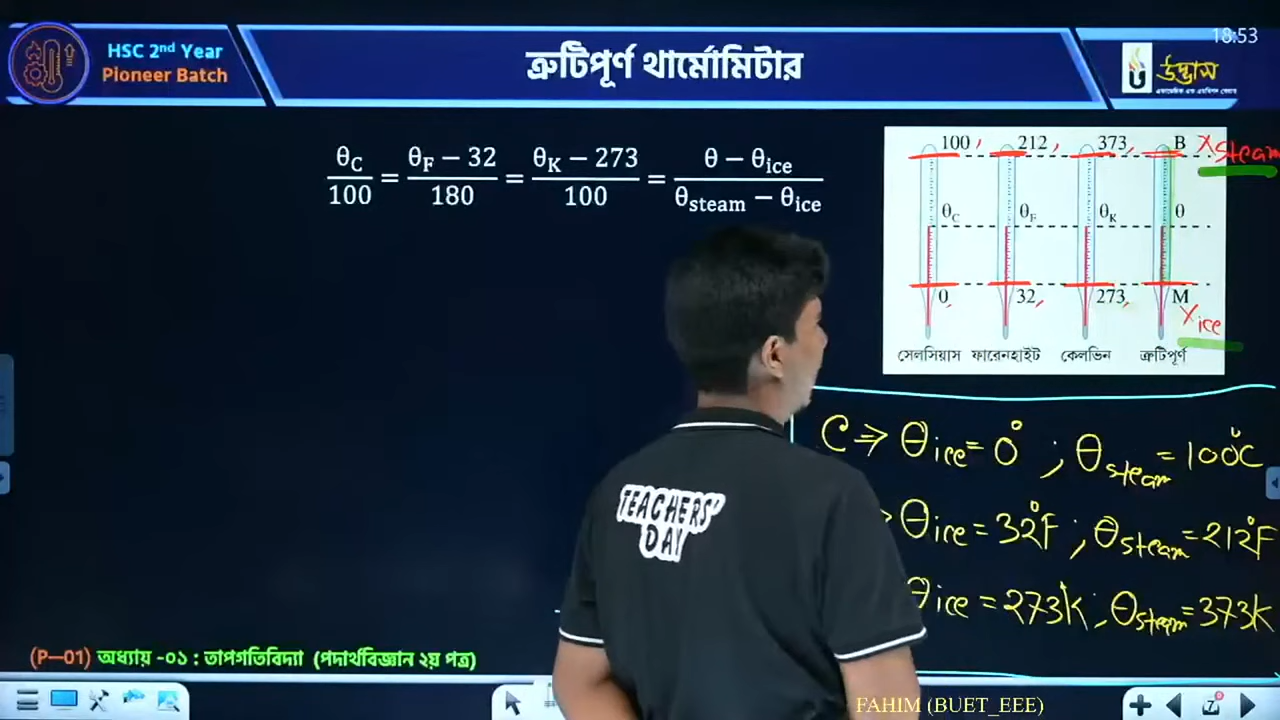 18:53
HSC 2nd Year
Pioneer Batch
ত্রুটিপূর্ণ থার্মোমিটার
উদ্ভাস
θC/100 = (θF − 32)/180 = (θK − 273)/100 = (θ − θice)/(θsteam − θice)
100 212 373 B Xsteam
θC θF θK θ
0 32 273 M Xice
সেলসিয়াস ফারেনহাইট কেলভিন ত্রুটিপূর্ণ
C ⇒ θice = 0° ; θsteam = 100°C
θice = 32°F ; θsteam = 212°F
θice = 273K ; θsteam = 373K
TEACHERS'
DAY
(P–01) অধ্যায় -০১ : তাপগতিবিদ্যা (পদার্থবিজ্ঞান ২য় পত্র)
FAHIM (BUET_EEE)
7